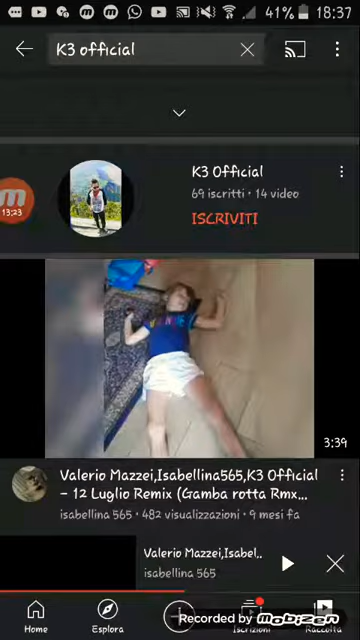 41% 18:37
K3 official
K3 Official
69 iscritti · 14 video
ISCRIVITI
13:23
3:39
Valerio Mazzei,Isabellina565,K3 Official
– 12 Luglio Remix (Gamba rotta Rmx...
isabellina 565 · 482 visualizzazioni · 9 mesi fa
Valerio Mazzei,Isabel..
isabellina 565
Home
Esplora
Iscrizioni
Raccolta
Recorded by mobizen